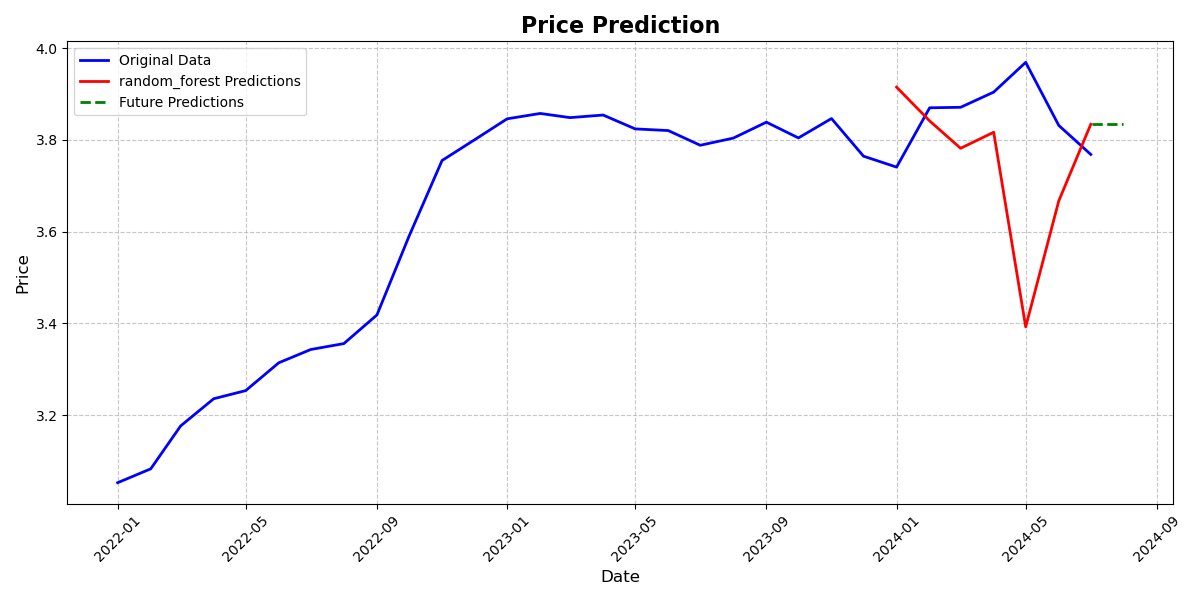 Price Prediction
Original Data
random_forest Predictions
Future Predictions
4.0
3.8
3.6
3.4
3.2
Price
2022-01
2022-05
2022-09
2023-01
2023-05
2023-09
2024-01
2024-05
2024-09
Date